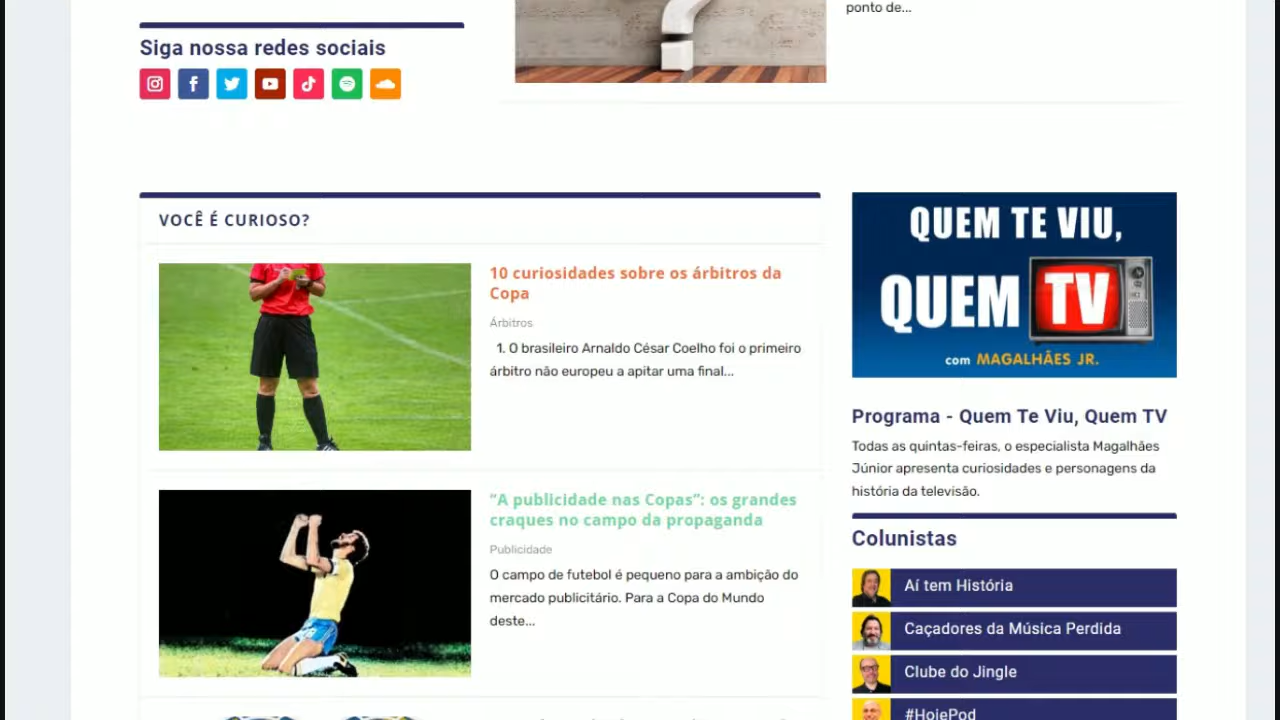 ponto de...
Siga nossa redes sociais
VOCÊ É CURIOSO?
10 curiosidades sobre os árbitros da
Copa
Árbitros
1. O brasileiro Arnaldo César Coelho foi o primeiro
árbitro não europeu a apitar uma final...
“A publicidade nas Copas”: os grandes
craques no campo da propaganda
Publicidade
O campo de futebol é pequeno para a ambição do
mercado publicitário. Para a Copa do Mundo
deste...
QUEM TE VIU,
QUEM TV
com MAGALHÃES JR.
Programa - Quem Te Viu, Quem TV
Todas as quintas-feiras, o especialista Magalhães
Júnior apresenta curiosidades e personagens da
história da televisão.
Colunistas
Aí tem História
Caçadores da Música Perdida
Clube do Jingle
#HojePod